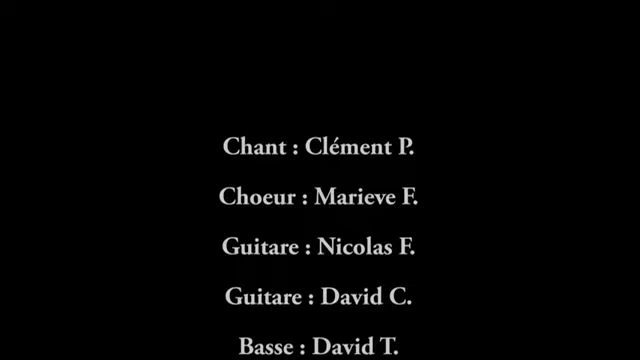 Chant : Clément P.
Choeur : Marieve F.
Guitare : Nicolas F.
Guitare : David C.
Basse : David T.